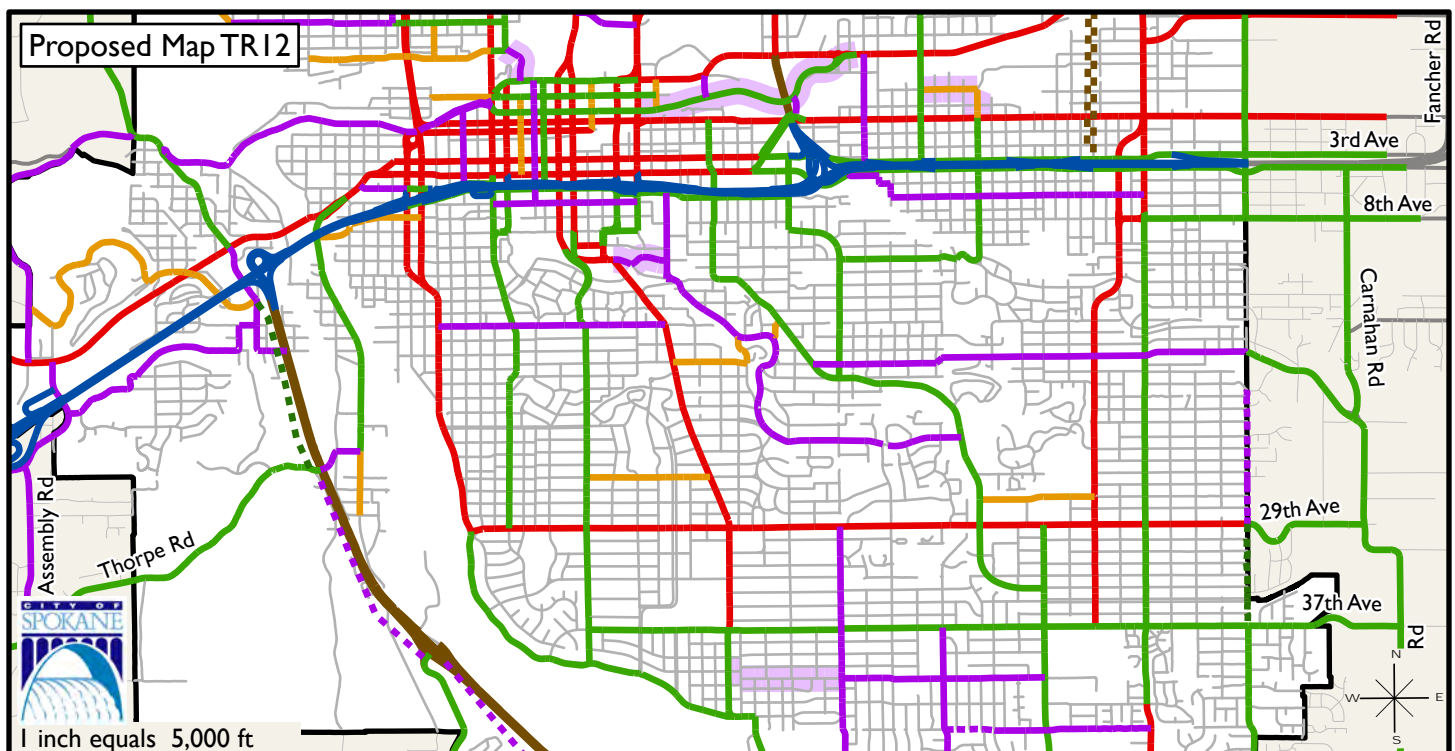 Proposed Map TR12
Fancher Rd
3rd Ave
8th Ave
Carnahan Rd
Assembly Rd
29th Ave
Thorpe Rd
37th Ave
Rd
CITY OF
SPOKANE
N
W E
S
1 inch equals 5,000 ft